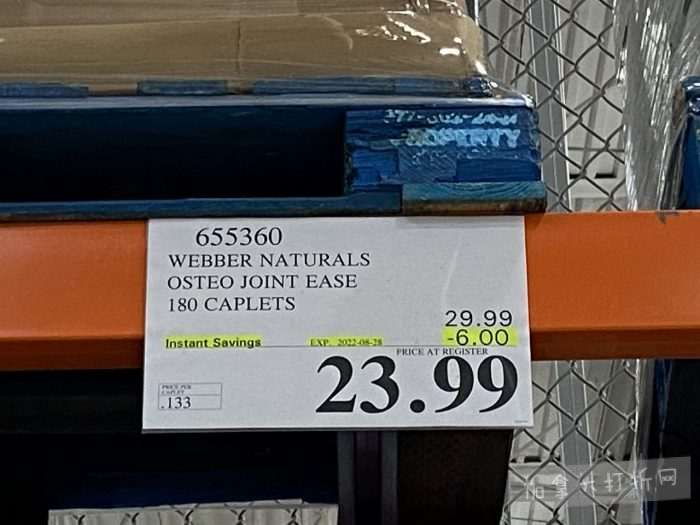 PROPERTY
655360
WEBBER NATURALS
OSTEO JOINT EASE
180 CAPLETS
29.99
Instant Savings EXP. 2022-08-28 -6.00
PRICE AT REGISTER
23.99
PRICE PER
CAPLET
.133
加拿大打折网